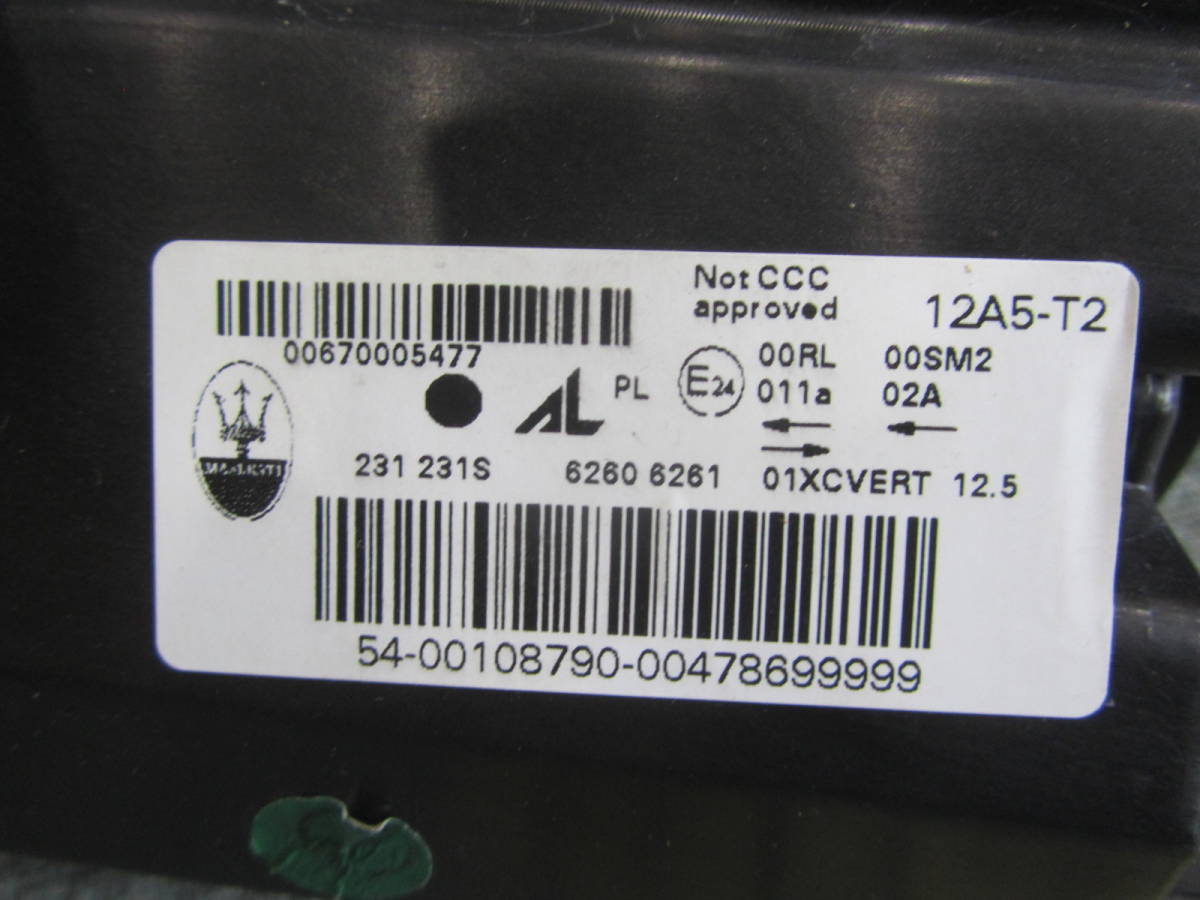 Not CCC
approved
12A5-T2
00670005477
MASERATI
AL
PL
E24
00RL 00SM2
011a 02A
231 231S 6260 6261 01XCVERT 12.5
54-00108790-00478699999